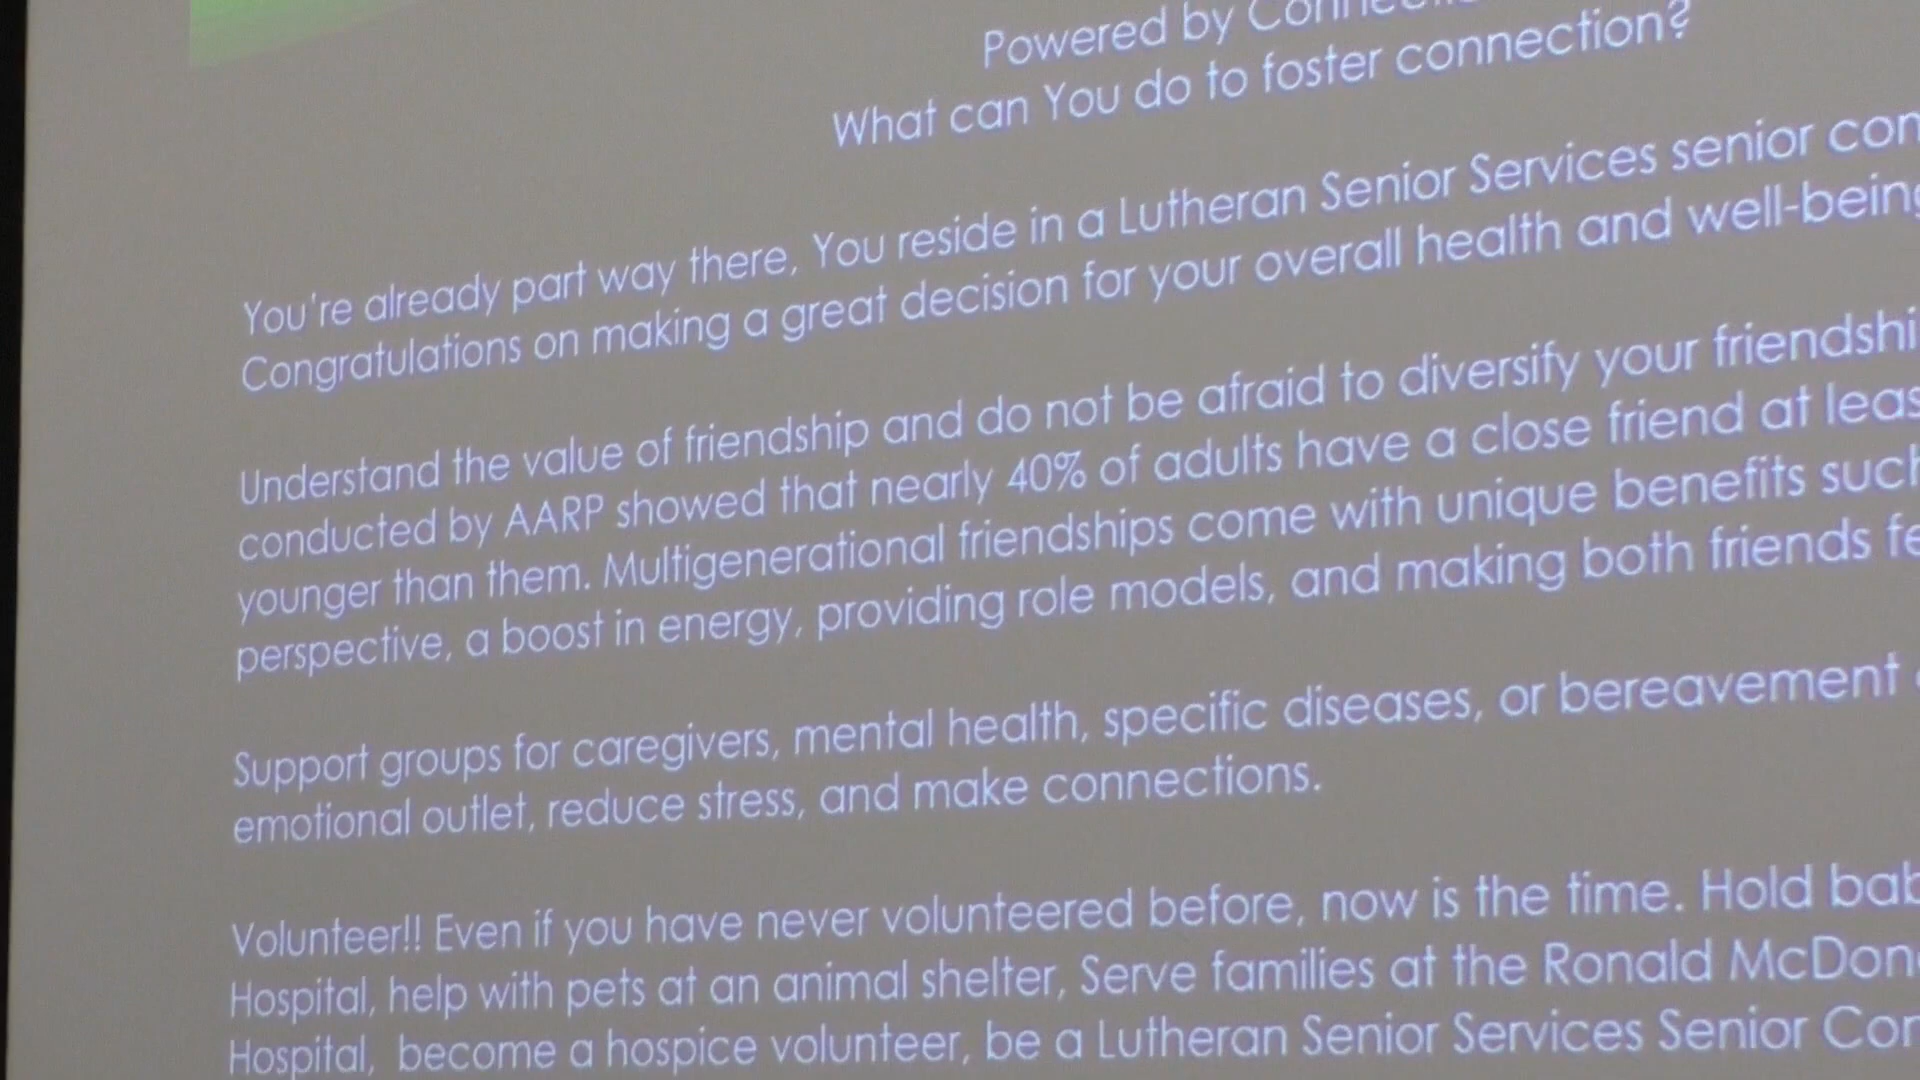 Powered by
What can You do to foster connection?
You're already part way there, You reside in a Lutheran Senior Services senior
Congratulations on making a great decision for your overall health and well-being
Understand the value of friendship and do not be afraid to diversify your
conducted by AARP showed that nearly 40% of adults have a close friend at
younger than them. Multigenerational friendships come with unique benefits such
perspective, a boost in energy, providing role models, and making both friends
Support groups for caregivers, mental health, specific diseases, or bereavement
emotional outlet, reduce stress, and make connections.
Volunteer!! Even if you have never volunteered before, now is the time. Hold
Hospital, help with pets at an animal shelter, Serve families at the Ronald
Hospital, become a hospice volunteer, be a Lutheran Senior Services Senior